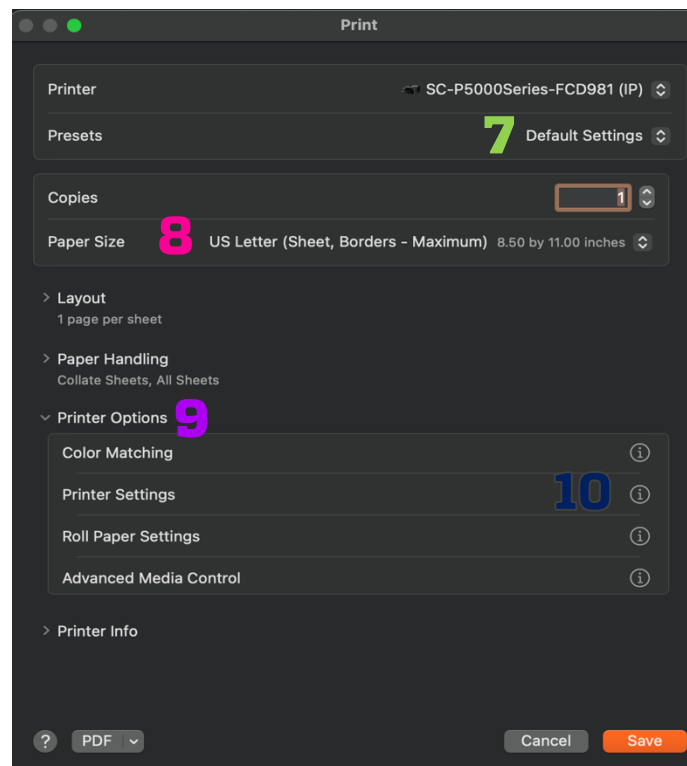 Print
Printer SC-P5000Series-FCD981 (IP)
7
Presets Default Settings
Copies 1
8
Paper Size US Letter (Sheet, Borders - Maximum) 8.50 by 11.00 inches
Layout
1 page per sheet
Paper Handling
Collate Sheets, All Sheets
Printer Options 9
Color Matching
Printer Settings 10
Roll Paper Settings
Advanced Media Control
Printer Info
? PDF Cancel Save